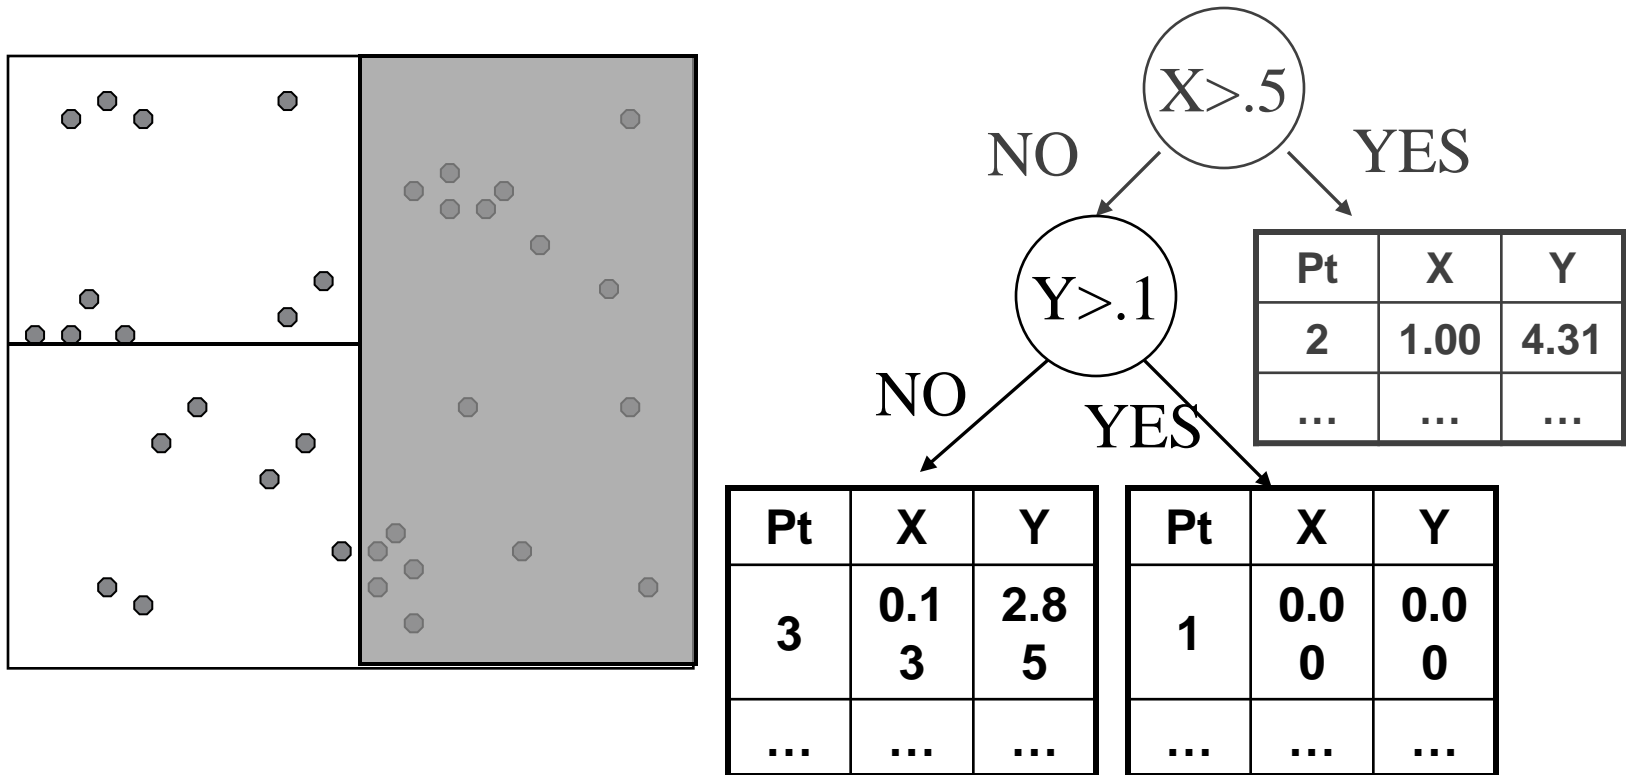 X>.5
NO
YES
Pt X Y
2 1.00 4.31
… … …
Y>.1
NO
YES
Pt X Y
3 0.1 2.8
3 5
… … …
Pt X Y
1 0.0 0.0
0 0
… … …